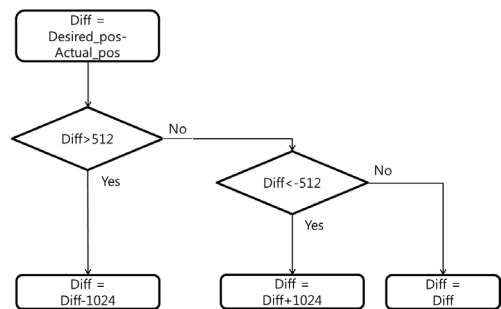 Diff =
Desired_pos-
Actual_pos
Diff>512
No
Yes
Diff<-512
No
Yes
Diff =
Diff-1024
Diff =
Diff+1024
Diff =
Diff